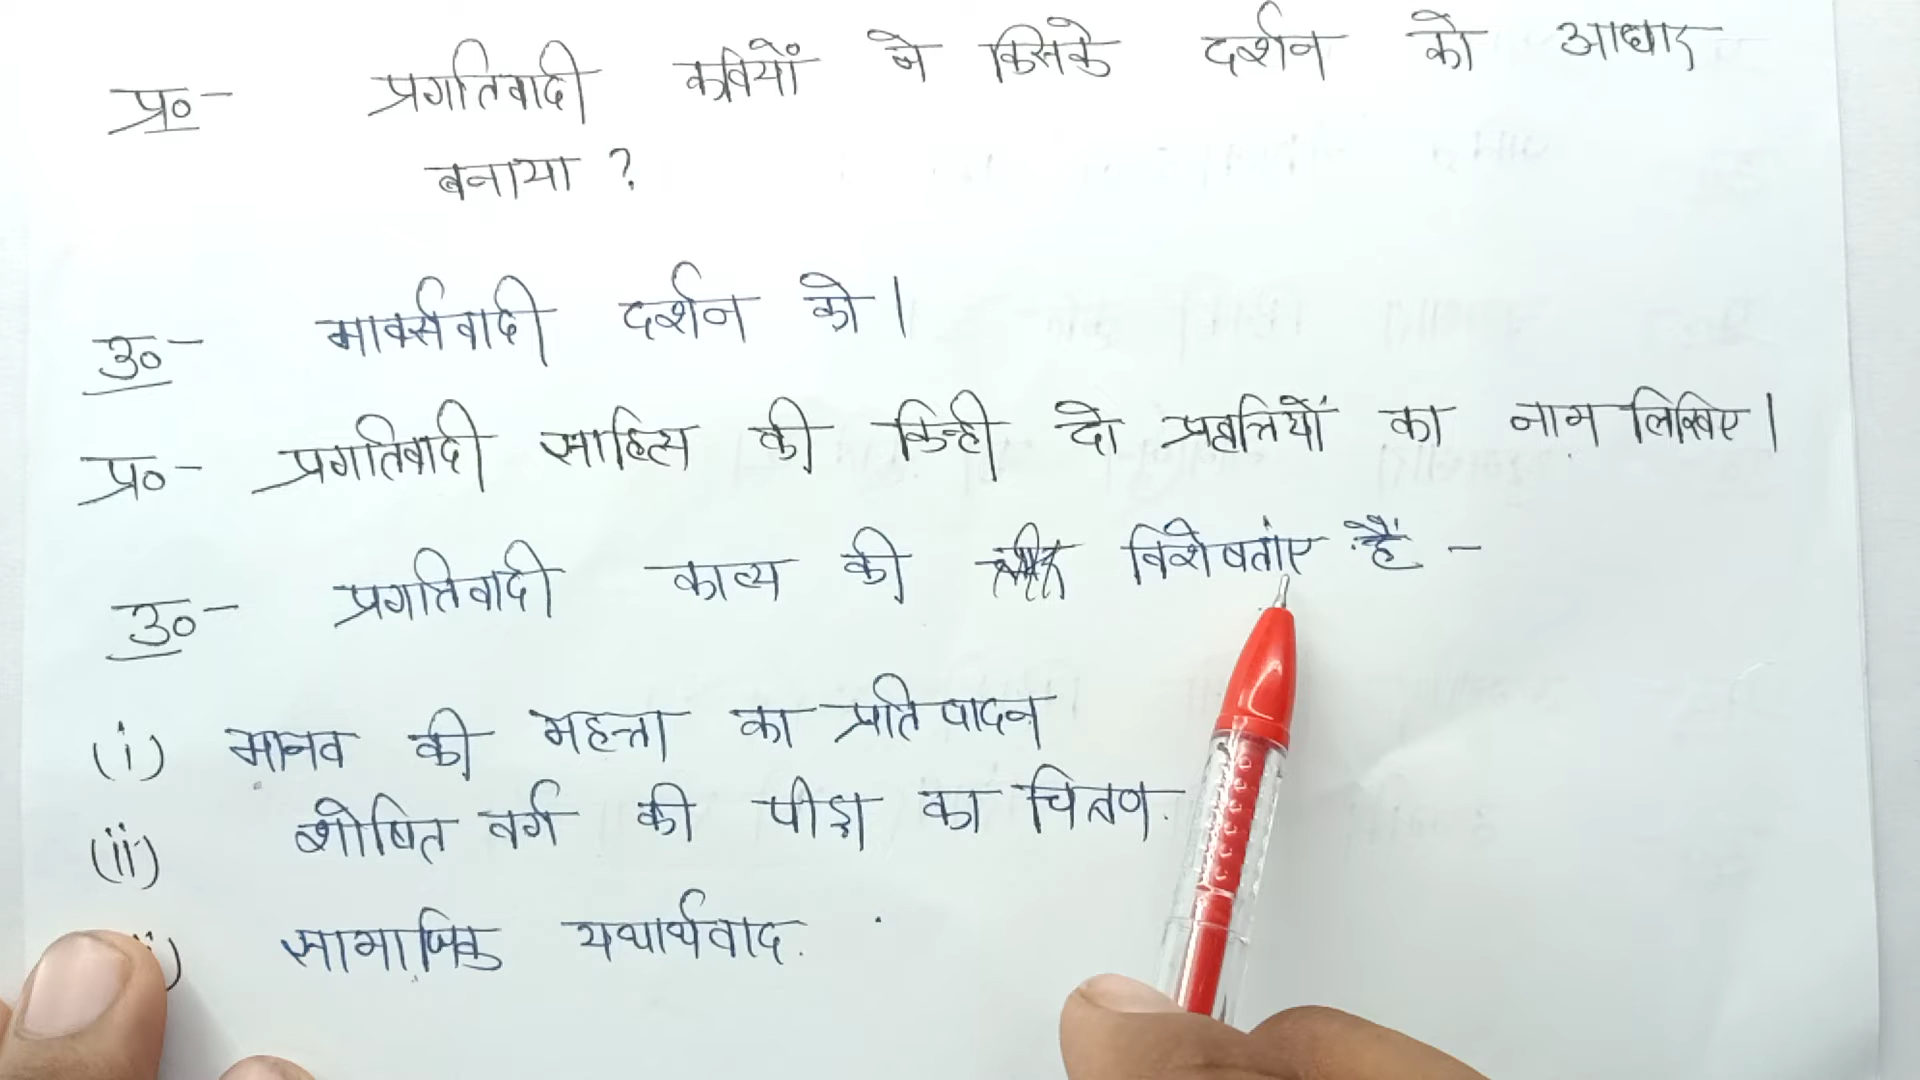 प्र०- प्रगतिवादी कवियों ने किसके दर्शन को आधार
बनाया ?
उ०- मार्क्सवादी दर्शन को।
प्र०- प्रगतिवादी साहित्य की किन्ही दो प्रवृत्तियों का नाम लिखिए।
उ०- प्रगतिवादी काव्य की विशेषताएं हैं -
(i) मानव की महत्ता का प्रतिपादन
(ii) शोषित वर्ग की पीड़ा का चित्रण.
सामाजिक यथार्थवाद.